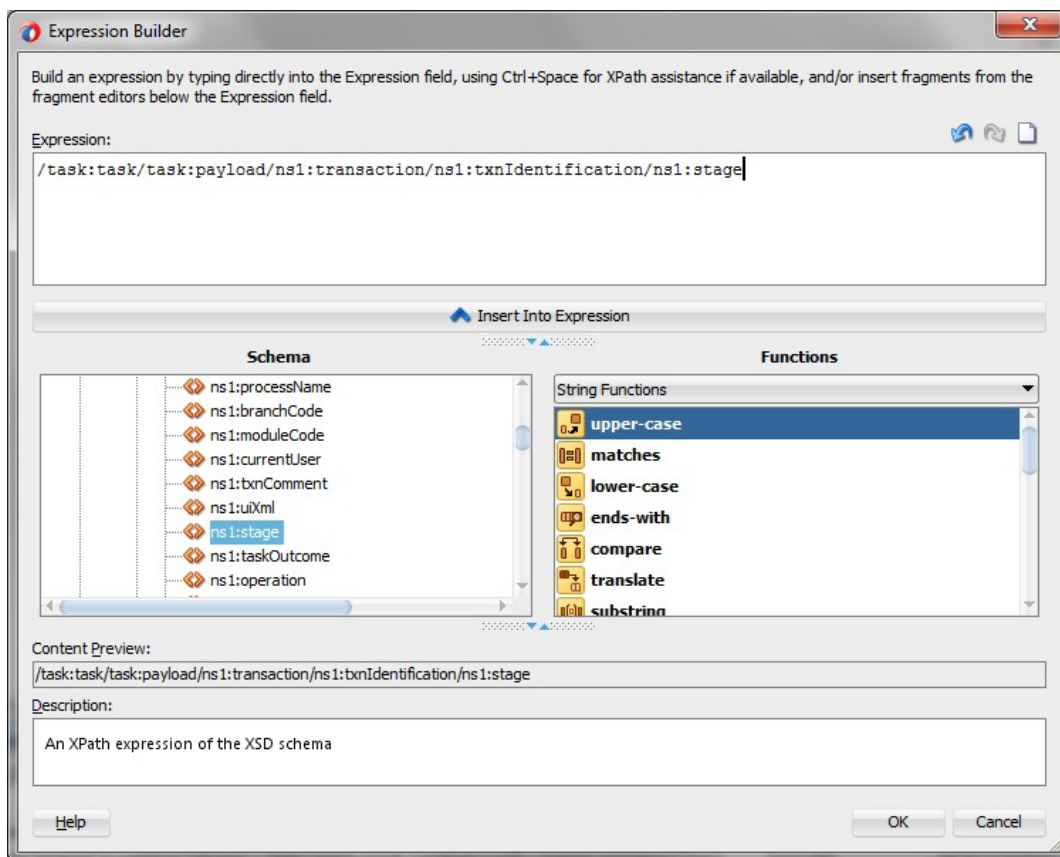 Expression Builder
Build an expression by typing directly into the Expression field, using Ctrl+Space for XPath assistance if available, and/or insert fragments from the
fragment editors below the Expression field.
Expression:
/task:task/task:payload/ns1:transaction/ns1:txnIdentification/ns1:stage
Insert Into Expression
Schema
ns1:processName
ns1:branchCode
ns1:moduleCode
ns1:currentUser
ns1:txnComment
ns1:uiXml
ns1:stage
ns1:taskOutcome
ns1:operation
Functions
String Functions
upper-case
matches
lower-case
ends-with
compare
translate
substring
Content Preview:
/task:task/task:payload/ns1:transaction/ns1:txnIdentification/ns1:stage
Description:
An XPath expression of the XSD schema
Help
OK
Cancel